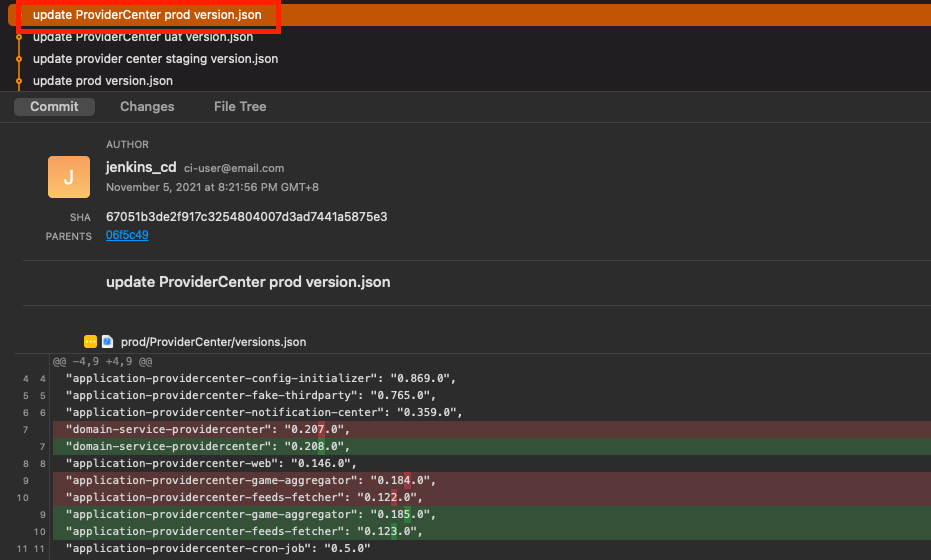 update ProviderCenter prod version.json
update ProviderCenter uat version.json
update provider center staging version.json
update prod version.json
Commit Changes File Tree
AUTHOR
J
jenkins_cd ci-user@email.com
November 5, 2021 at 8:21:56 PM GMT+8
SHA 67051b3de2f917c3254804007d3ad7441a5875e3
PARENTS 06f5c49
update ProviderCenter prod version.json
prod/ProviderCenter/versions.json
@@ -4,9 +4,9 @@
4 4 "application-providercenter-config-initializer": "0.869.0",
5 5 "application-providercenter-fake-thirdparty": "0.765.0",
6 6 "application-providercenter-notification-center": "0.359.0",
7 "domain-service-providercenter": "0.207.0",
7 "domain-service-providercenter": "0.208.0",
8 8 "application-providercenter-web": "0.146.0",
9 "application-providercenter-game-aggregator": "0.184.0",
10 "application-providercenter-feeds-fetcher": "0.122.0",
9 "application-providercenter-game-aggregator": "0.185.0",
10 "application-providercenter-feeds-fetcher": "0.123.0",
11 11 "application-providercenter-cron-job": "0.5.0"